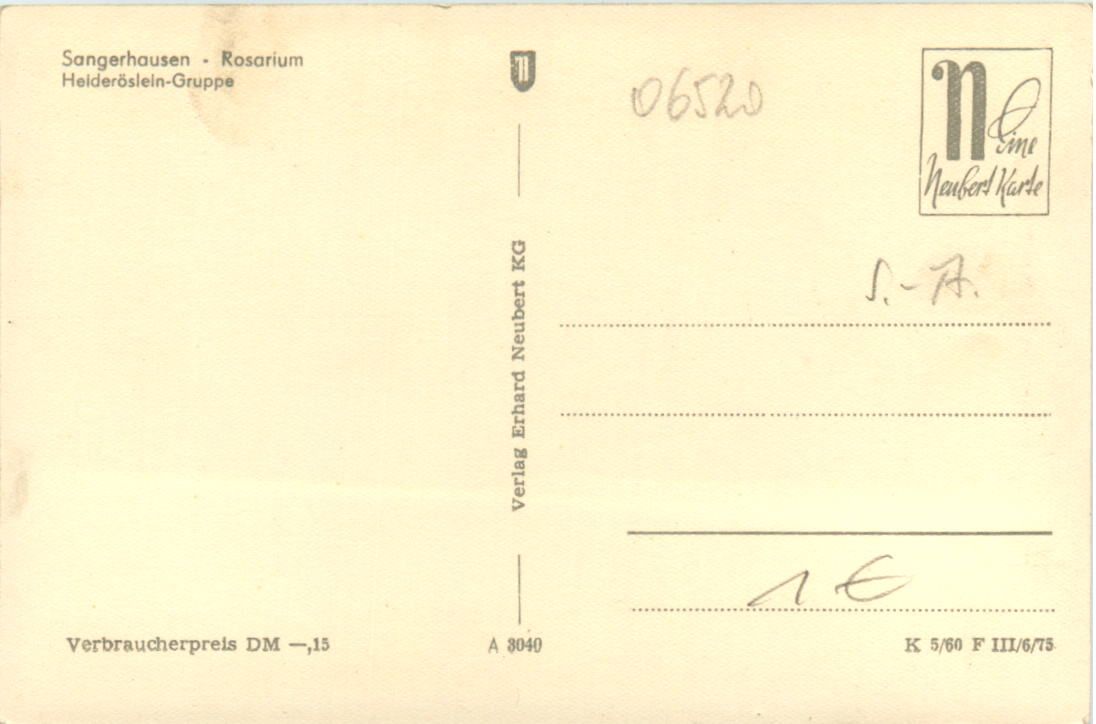 Sangerhausen - Rosarium
Heideröslein-Gruppe
06520
n
Eine
Neubert Karte
S.-A.
Verlag Erhard Neubert KG
1 €
Verbraucherpreis DM —,15
A 3040
K 5/60 F III/6/75